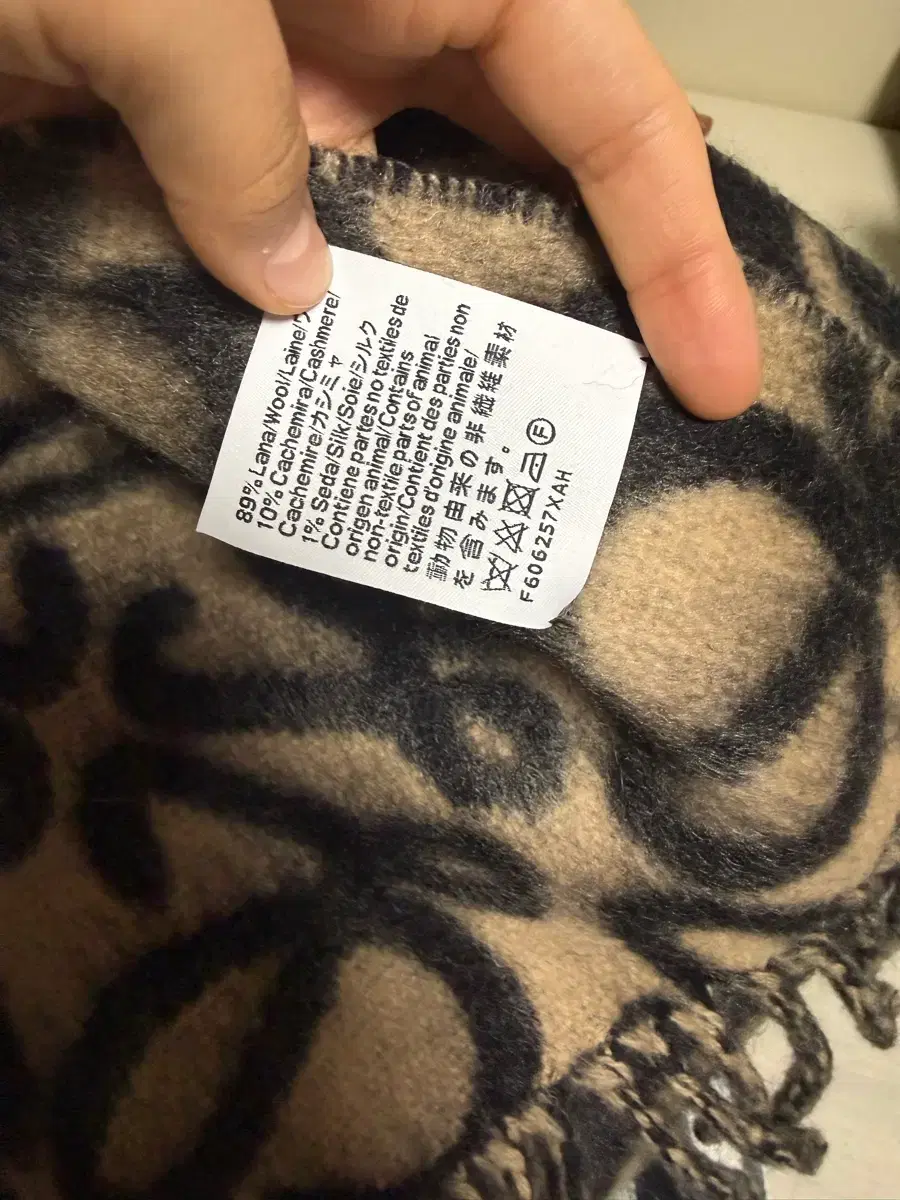 89% Lana/Wool/Laine/
10% Cachemira/Cashmere/
Cachemire/カシミャ
1% Seda/Silk/Soie/シルク
Contiene partes no textiles de
origen animal/Contains
non-textile parts of animal
origin/Contient des parties non
textiles d'origine animale/
動物由来の非繊維素材
を含みます。
F
F606257XAH